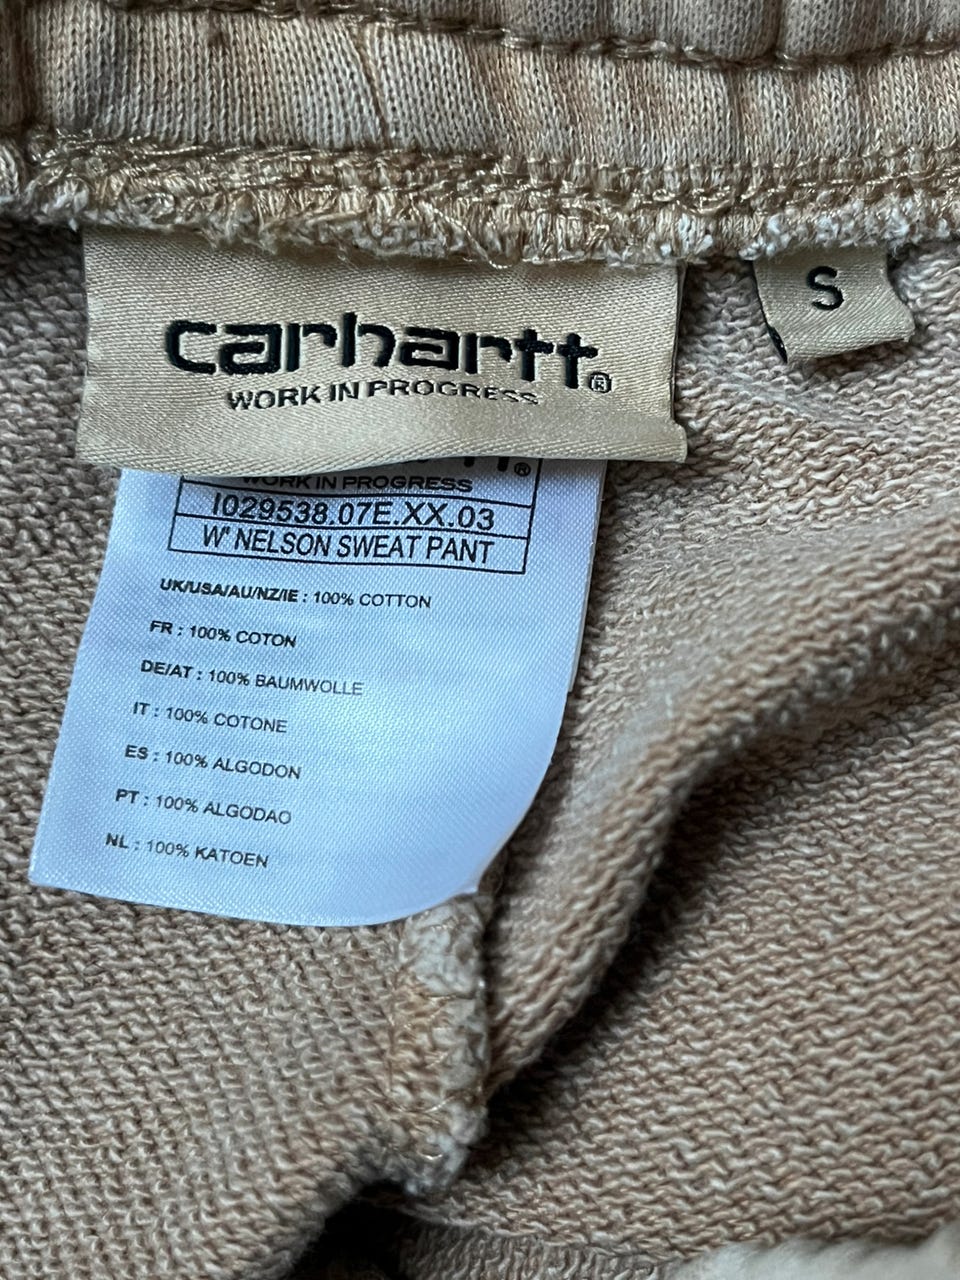 carhartt®
WORK IN PROGRESS
S
®
WORK IN PROGRESS
I029538.07E.XX.03
W' NELSON SWEAT PANT
UK/USA/AU/NZ/IE : 100% COTTON
FR : 100% COTON
DE/AT : 100% BAUMWOLLE
IT : 100% COTONE
ES : 100% ALGODON
PT : 100% ALGODAO
NL : 100% KATOEN